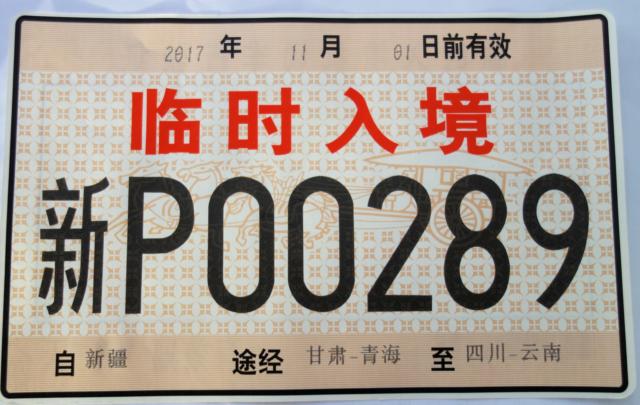 2017 年 11 月 01 日前有效
临时入境
新P00289
自 新疆 途经 甘肃-青海 至 四川-云南